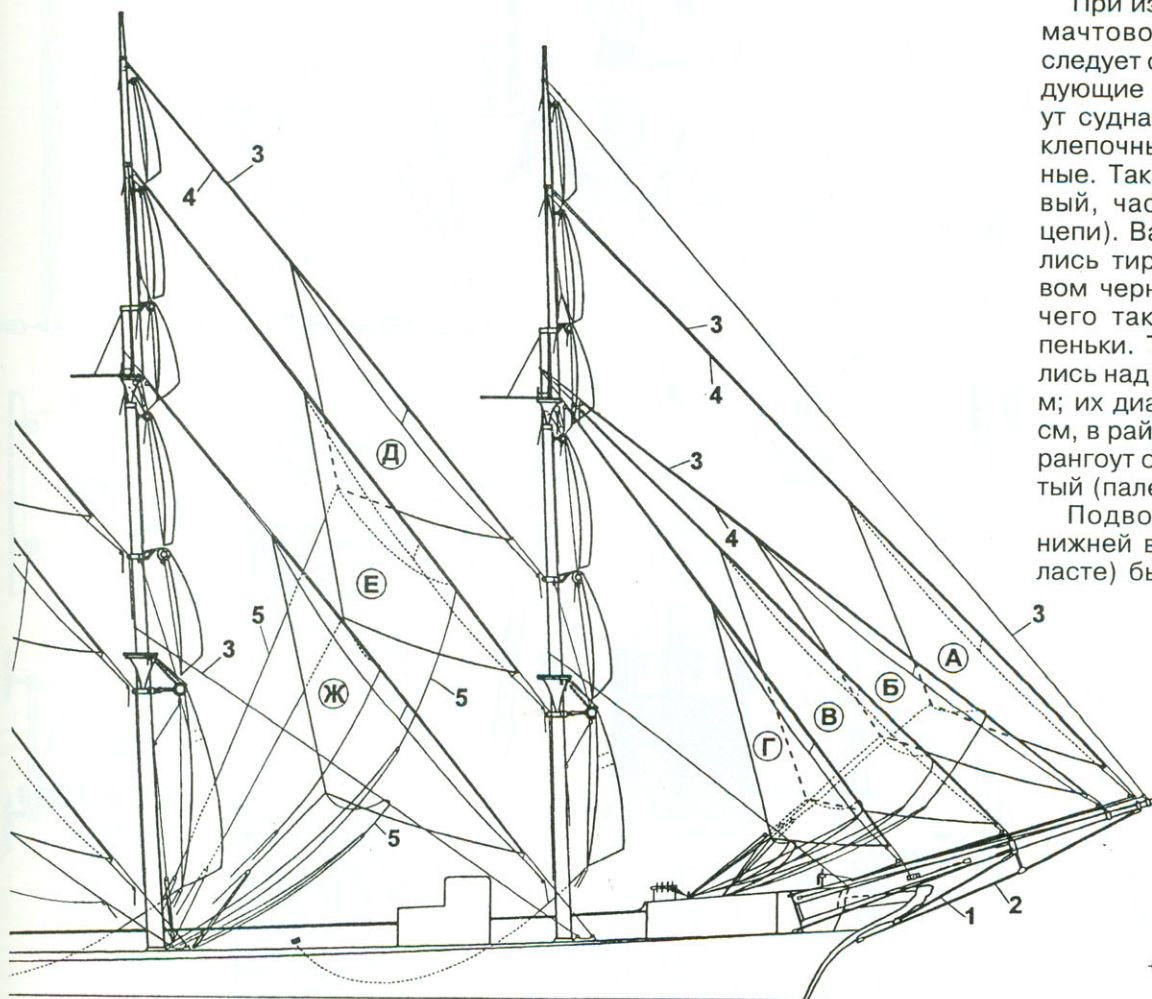 При из
мачтово
следует с
дующие
ут судна
клепочны
ные. Так
вый, час
цепи). Ва
лись тир
вом черн
чего так
пеньки. Т
лись над
м; их диа
см, в рай
рангоут с
тый (пале
Подво
нижней в
ласте) бы
3
4
3
4
3
4
3
Д
Е
5
3
Ж
5
5
А
Б
В
Г
1
2